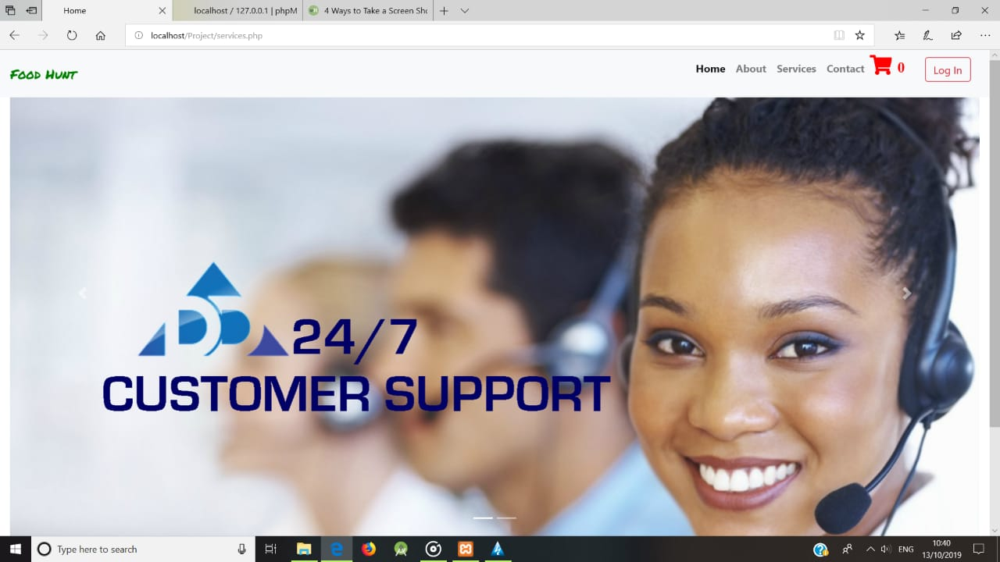 Home
localhost / 127.0.0.1 | phpM
4 Ways to Take a Screen Sho
localhost/Project/services.php
Food Hunt
Home About Services Contact 0 Log In
24/7
CUSTOMER SUPPORT
Type here to search
ENG
10:40
13/10/2019